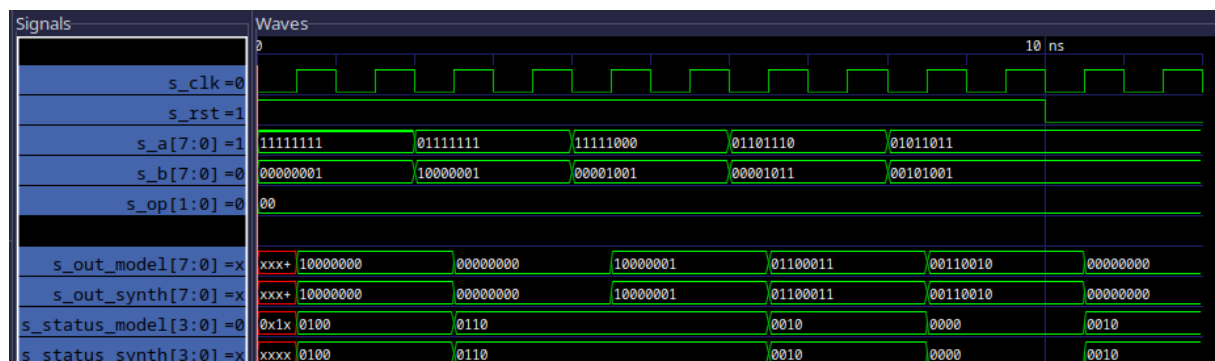 Signals Waves
0 10 ns
s_clk =0
s_rst =1
s_a[7:0] =1 11111111 01111111 11111000 01101110 01011011
s_b[7:0] =0 00000001 10000001 00001001 00001011 00101001
s_op[1:0] =0 00
s_out_model[7:0] =x xxx+ 10000000 00000000 10000001 01100011 00110010 00000000
s_out_synth[7:0] =x xxx+ 10000000 00000000 10000001 01100011 00110010 00000000
s_status_model[3:0] =0 0x1x 0100 0110 0010 0000 0010
s_status_synth[3:0] =x xxxx 0100 0110 0010 0000 0010